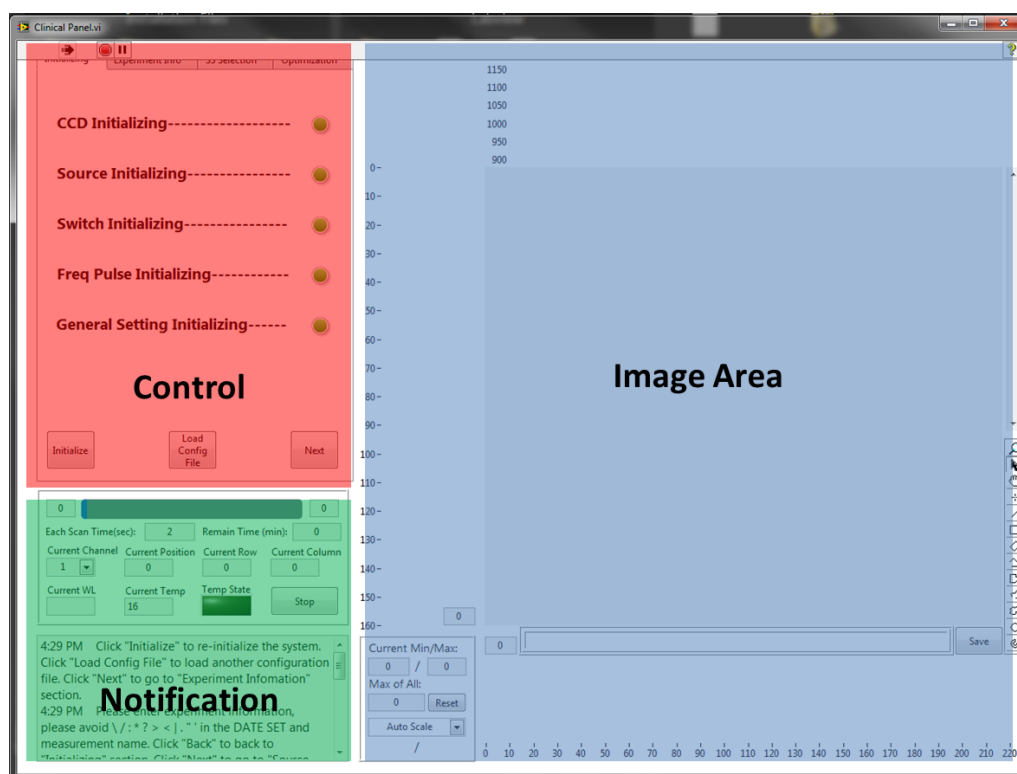 Clinical Panel.vi
Initializing Experiment Info SS Selection Optimization
CCD Initializing-------------------
Source Initializing----------------
Switch Initializing----------------
Freq Pulse Initializing------------
General Setting Initializing------
Control
Initialize
Load
Config
File
Next
0 0
Each Scan Time(sec): 2 Remain Time (min): 0
Current Channel Current Position Current Row Current Column
1 0 0 0
Current WL Current Temp Temp State
16
Stop
4:29 PM Click "Initialize" to re-initialize the system.
Click "Load Config File" to load another configuration
file. Click "Next" to go to "Experiment Infomation"
section.
Notification
4:29 PM Please enter experiment information,
please avoid \ / : * ? > < | . " ' in the DATE SET and
measurement name. Click "Back" to back to
"Initializing" section. Click "Next" to go to "Source
1150
1100
1050
1000
950
900
0
10
20
30
40
50
60
70
80
90
100
110
120
130
140
150
160
Image Area
0
0
Save
Current Min/Max:
0 / 0
Max of All:
0 Reset
Auto Scale
/
0 10 20 30 40 50 60 70 80 90 100 110 120 130 140 150 160 170 180 190 200 210 220